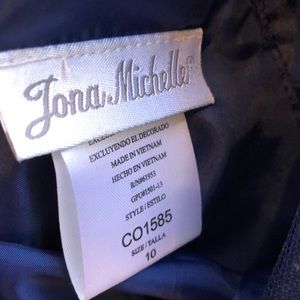 Jona Michelle®
EXCLUYENDO EL DECORADO
MADE IN VIETNAM
HECHO EN VIETNAM
STYLE / ESTILO
CO1585
SIZE / TALLA
10